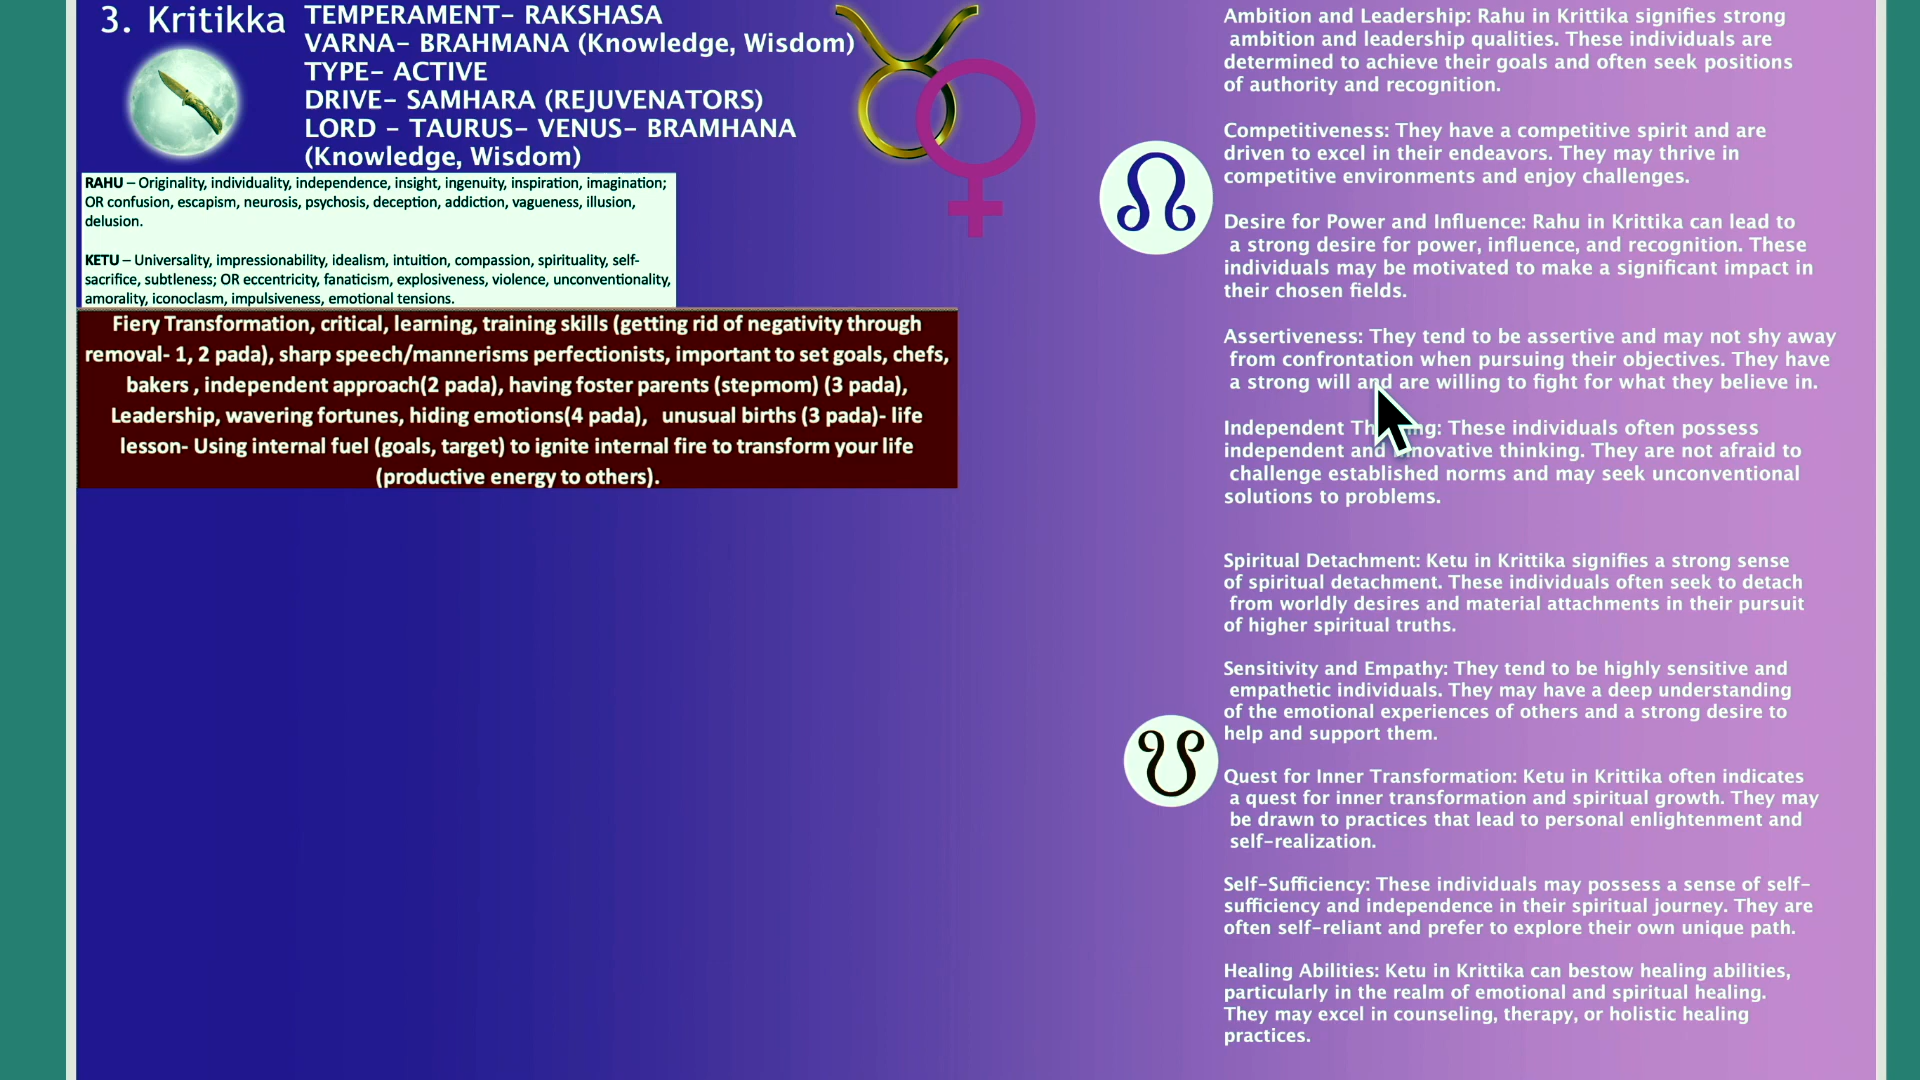 3. Kritikka
TEMPERAMENT- RAKSHASA
VARNA- BRAHMANA (Knowledge, Wisdom)
TYPE- ACTIVE
DRIVE- SAMHARA (REJUVENATORS)
LORD - TAURUS- VENUS- BRAMHANA
(Knowledge, Wisdom)
RAHU – Originality, individuality, independence, insight, ingenuity, inspiration, imagination;
OR confusion, escapism, neurosis, psychosis, deception, addiction, vagueness, illusion,
delusion.
KETU – Universality, impressionability, idealism, intuition, compassion, spirituality, self-
sacrifice, subtleness; OR eccentricity, fanaticism, explosiveness, violence, unconventionality,
amorality, iconoclasm, impulsiveness, emotional tensions.
Fiery Transformation, critical, learning, training skills (getting rid of negativity through
removal- 1, 2 pada), sharp speech/mannerisms perfectionists, important to set goals, chefs,
bakers , independent approach(2 pada), having foster parents (stepmom) (3 pada),
Leadership, wavering fortunes, hiding emotions(4 pada), unusual births (3 pada)- life
lesson- Using internal fuel (goals, target) to ignite internal fire to transform your life
(productive energy to others).
Ambition and Leadership: Rahu in Krittika signifies strong
ambition and leadership qualities. These individuals are
determined to achieve their goals and often seek positions
of authority and recognition.
Competitiveness: They have a competitive spirit and are
driven to excel in their endeavors. They may thrive in
competitive environments and enjoy challenges.
Desire for Power and Influence: Rahu in Krittika can lead to
a strong desire for power, influence, and recognition. These
individuals may be motivated to make a significant impact in
their chosen fields.
Assertiveness: They tend to be assertive and may not shy away
from confrontation when pursuing their objectives. They have
a strong will and are willing to fight for what they believe in.
Independent These individuals often possess
independent and innovative thinking. They are not afraid to
challenge established norms and may seek unconventional
solutions to problems.
Spiritual Detachment: Ketu in Krittika signifies a strong sense
of spiritual detachment. These individuals often seek to detach
from worldly desires and material attachments in their pursuit
of higher spiritual truths.
Sensitivity and Empathy: They tend to be highly sensitive and
empathetic individuals. They may have a deep understanding
of the emotional experiences of others and a strong desire to
help and support them.
Quest for Inner Transformation: Ketu in Krittika often indicates
a quest for inner transformation and spiritual growth. They may
be drawn to practices that lead to personal enlightenment and
self-realization.
Self-Sufficiency: These individuals may possess a sense of self-
sufficiency and independence in their spiritual journey. They are
often self-reliant and prefer to explore their own unique path.
Healing Abilities: Ketu in Krittika can bestow healing abilities,
particularly in the realm of emotional and spiritual healing.
They may excel in counseling, therapy, or holistic healing
practices.